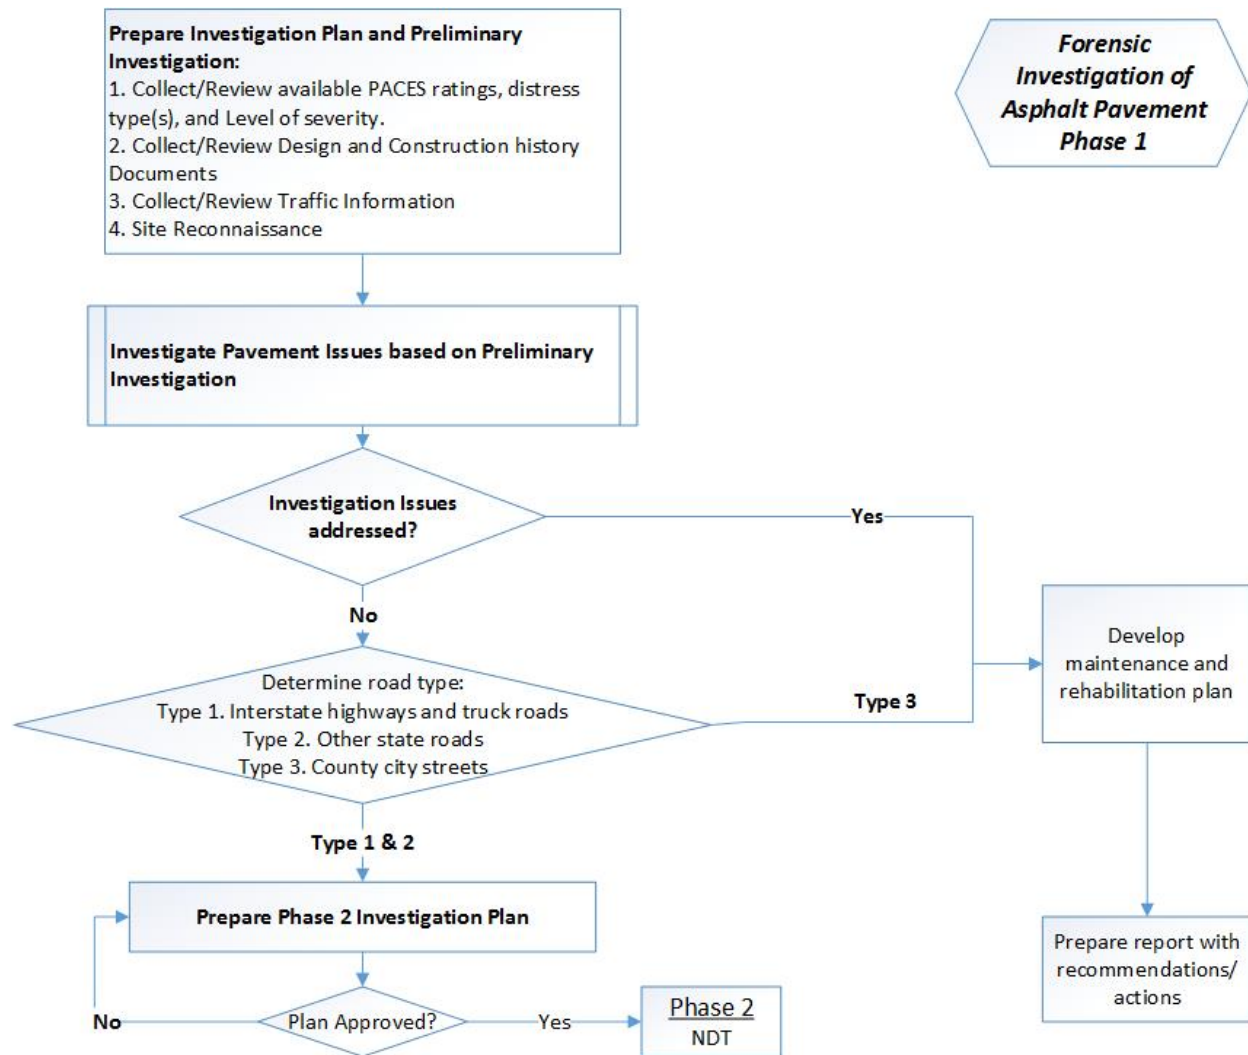 Prepare Investigation Plan and Preliminary
Investigation:
1. Collect/Review available PACES ratings, distress
type(s), and Level of severity.
2. Collect/Review Design and Construction history
Documents
3. Collect/Review Traffic Information
4. Site Reconnaissance
Forensic
Investigation of
Asphalt Pavement
Phase 1
Investigate Pavement Issues based on Preliminary
Investigation
Investigation Issues
addressed?
Yes
No
Determine road type:
Type 1. Interstate highways and truck roads
Type 2. Other state roads
Type 3. County city streets
Type 3
Develop
maintenance and
rehabilitation plan
Type 1 & 2
Prepare Phase 2 Investigation Plan
Plan Approved?
No
Yes
Phase 2
NDT
Prepare report with
recommendations/
actions